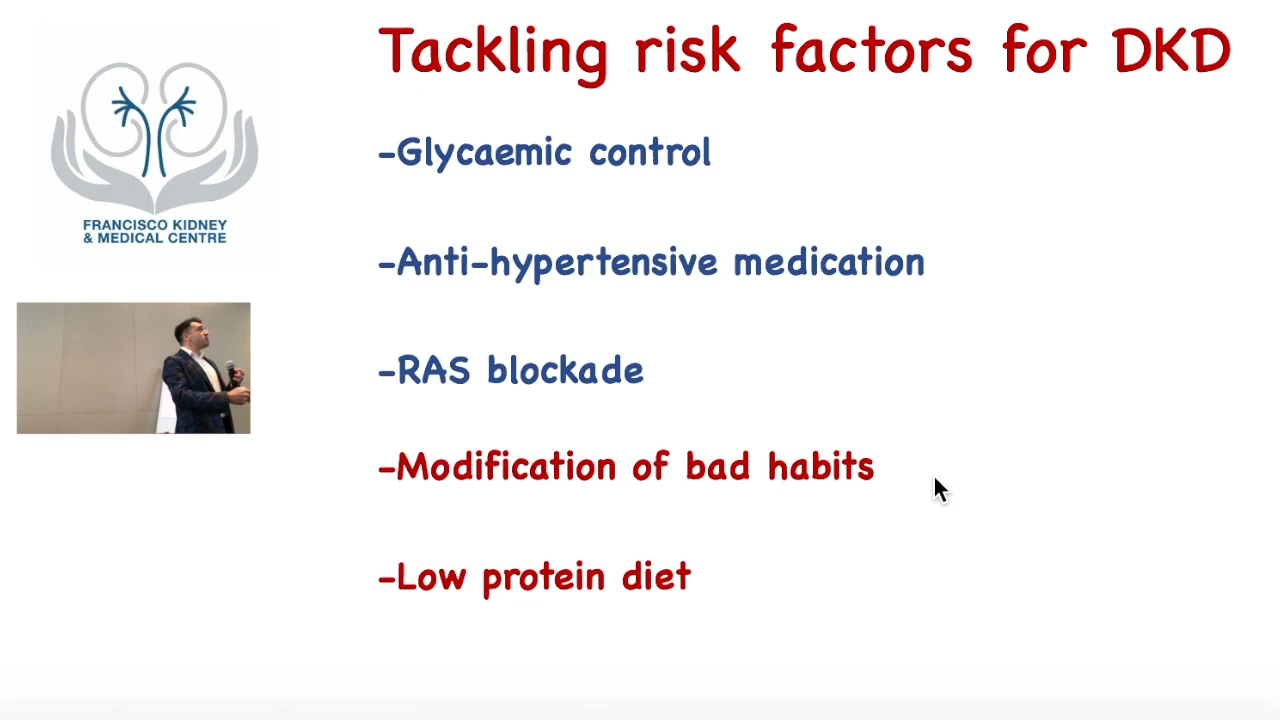 Tackling risk factors for DKD
-Glycaemic control
-Anti-hypertensive medication
-RAS blockade
-Modification of bad habits
-Low protein diet
FRANCISCO KIDNEY
& MEDICAL CENTRE